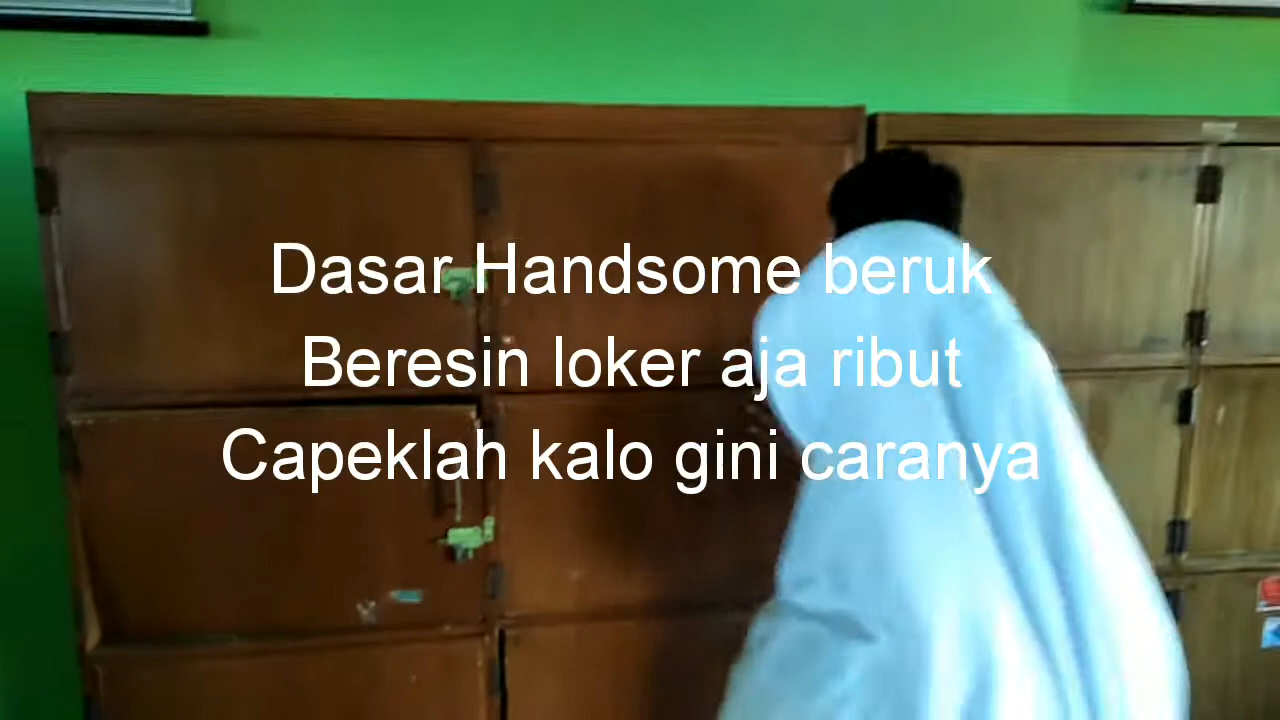 Dasar Handsome beruk
Beresin loker aja ribut
Capeklah kalo gini caranya